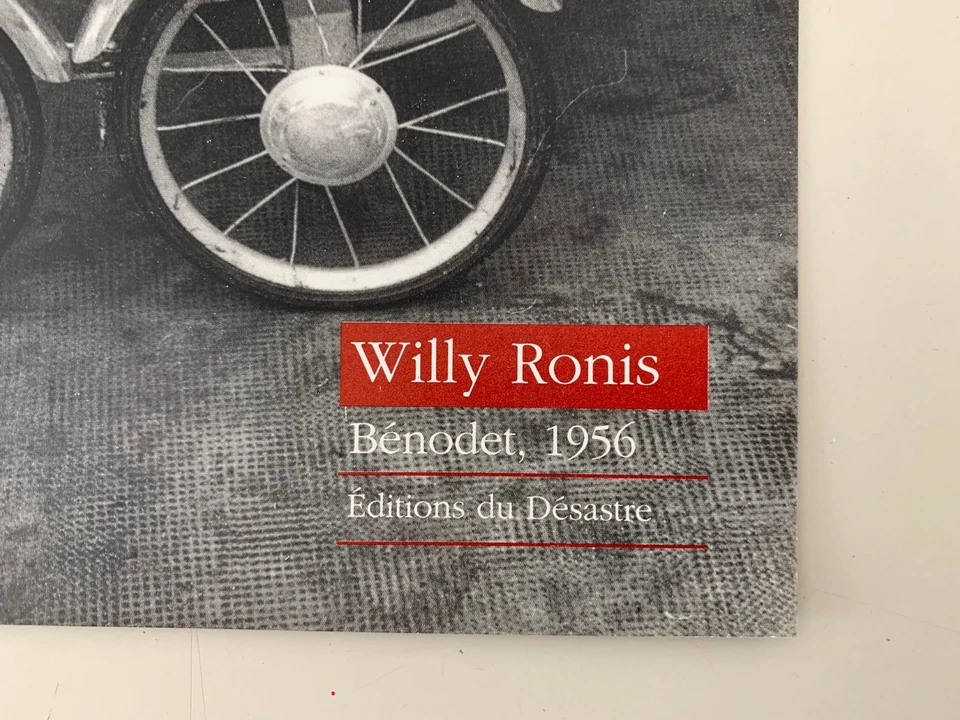 Willy Ronis
Bénodet, 1956
Éditions du Désastre